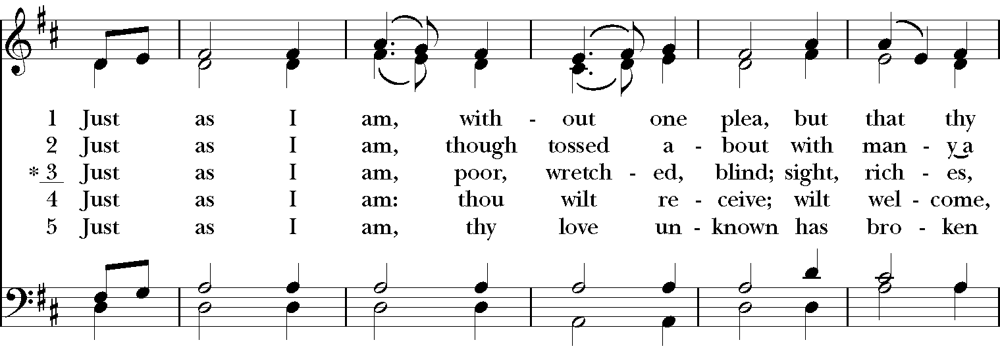 1 Just as I am, with - out one plea, but that thy
2 Just as I am, though tossed a - bout with man - y a
*3 Just as I am, poor, wretch - ed, blind; sight, rich - es,
4 Just as I am: thou wilt re - ceive; wilt wel - come,
5 Just as I am, thy love un - known has bro - ken